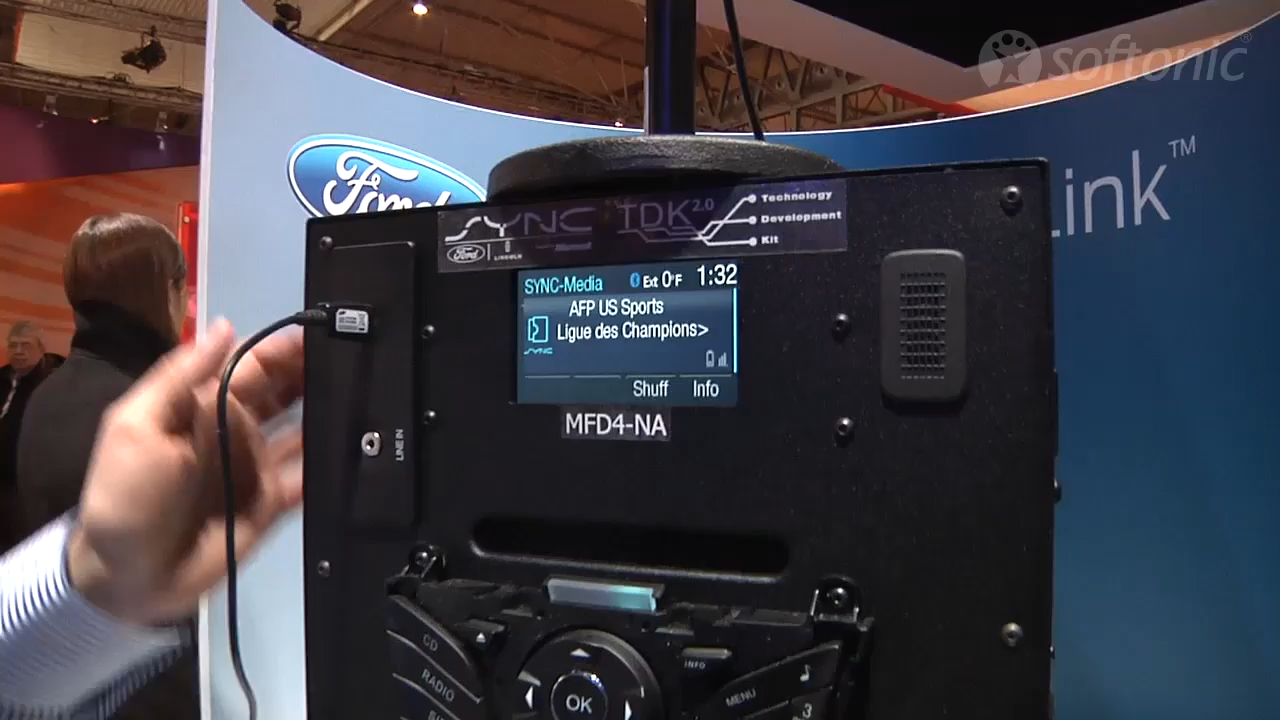 softonic
Ford
Link™
SYNC
TDK 2.0
Technology
Development
Kit
Ford
LINCOLN
SYNC-Media
Ext 0°F 1:32
AFP US Sports
Ligue des Champions>
SYNC
Shuff Info
MFD4-NA
LINE IN
CD
RADIO
INFO
MENU
OK
3